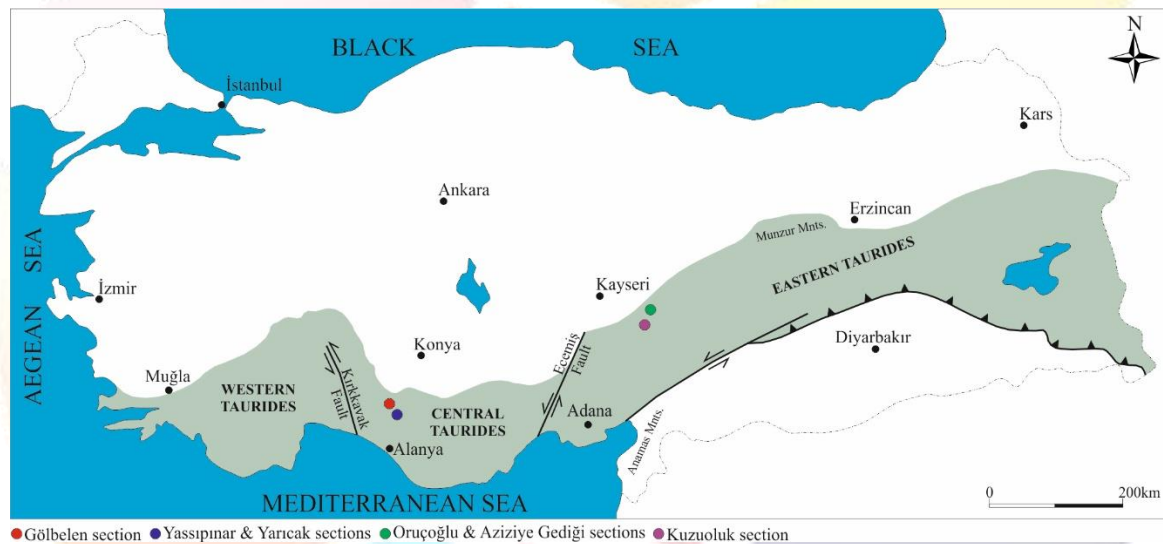 BLACK SEA
N
İstanbul
Kars
Ankara
Erzincan
Munzur Mnts.
EASTERN TAURIDES
AEGEAN SEA
İzmir
Kayseri
Diyarbakır
Konya
Ecemiş
Fault
Muğla
WESTERN
TAURIDES
Kırkkavak
Fault
CENTRAL
TAURIDES
Adana
Anamas Mnts.
Alanya
MEDITERRANEAN SEA
0 200km
Gölbelen section Yassıpınar & Yarıcak sections Oruçoğlu & Aziziye Gediği sections Kuzuoluk section